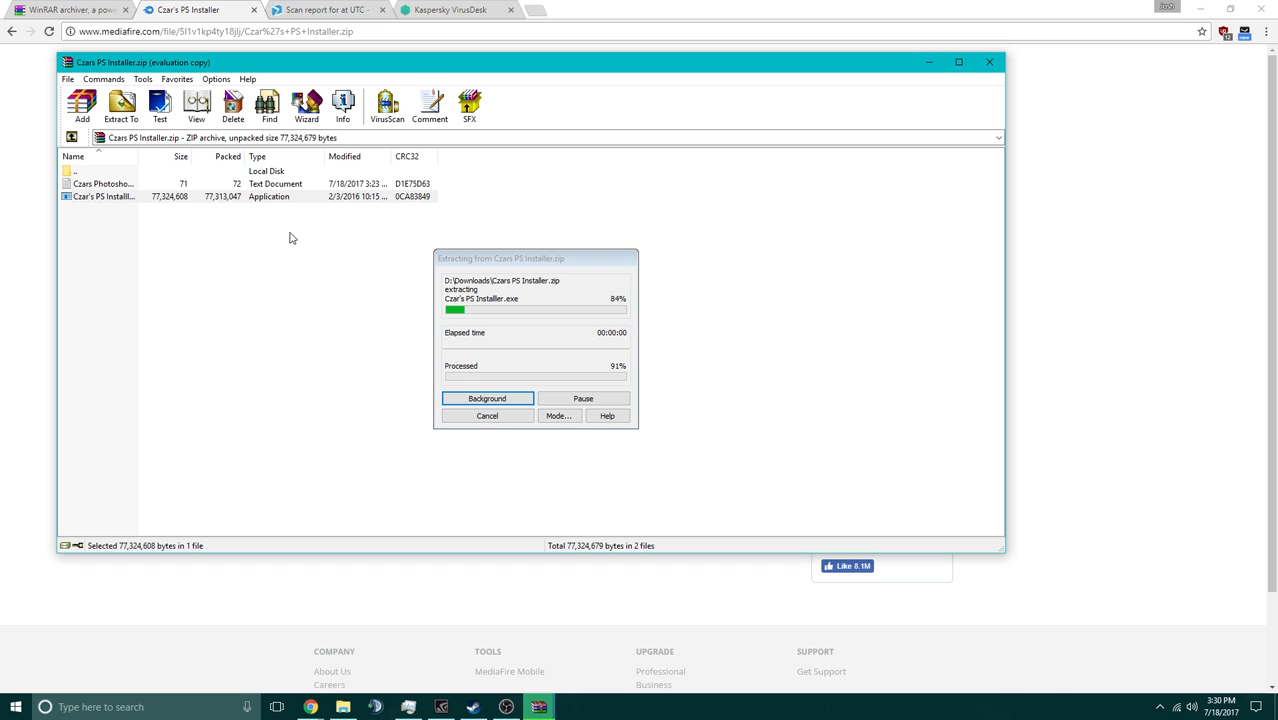 WinRAR archiver, a pow
Czar's PS Installer
Scan report for at UTC -
Kaspersky VirusDesk
Josh
www.mediafire.com/file/5l1v1kp4ty18jlj/Czar%27s+PS+Installer.zip
12
new
Czars PS Installer.zip (evaluation copy)
File Commands Tools Favorites Options Help
Add Extract To Test View Delete Find Wizard Info VirusScan Comment SFX
Czars PS Installer.zip - ZIP archive, unpacked size 77,324,679 bytes
Name Size Packed Type Modified CRC32
.. Local Disk
Czars Photosho... 71 72 Text Document 7/18/2017 3:23 ... D1E75D63
Czar's PS Installl... 77,324,608 77,313,047 Application 2/3/2016 10:15 ... 0CA83849
Extracting from Czars PS Installer.zip
D:\Downloads\Czars PS Installer.zip
extracting
Czar's PS Installler.exe 84%
Elapsed time 00:00:00
Processed 91%
Background Pause
Cancel Mode... Help
Selected 77,324,608 bytes in 1 file Total 77,324,679 bytes in 2 files
Like 8.1M
COMPANY TOOLS UPGRADE SUPPORT
About Us MediaFire Mobile Professional Get Support
Careers Business
Type here to search
3:30 PM
7/18/2017